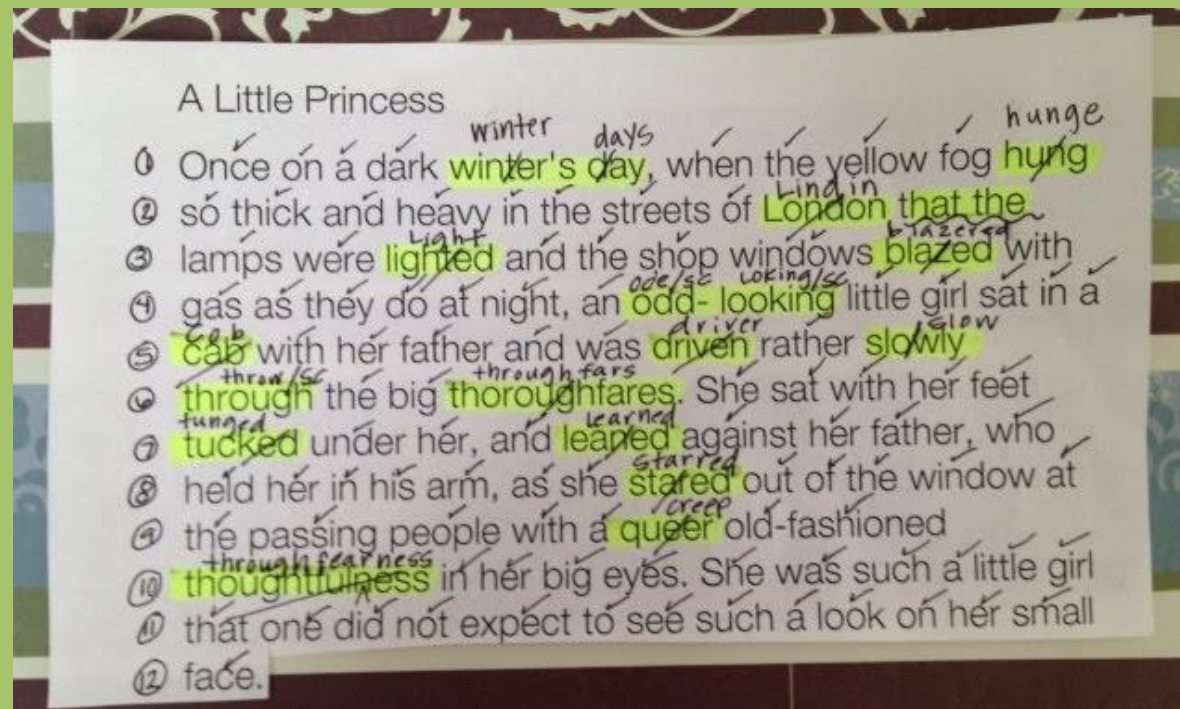 A Little Princess
winter days hunge
① Once on a dark winter's day, when the yellow fog hung
Lindin
② so thick and heavy in the streets of London that the
light blazered
③ lamps were lighted and the shop windows blazed with
ode/sc loking/sc
④ gas as they do at night, an odd- looking little girl sat in a
cob driver slow
⑤ cab with her father and was driven rather slowly
throw/sc throughfars
⑥ through the big thoroughfares. She sat with her feet
tunged learned
⑦ tucked under her, and leaned against her father, who
starred
⑧ held her in his arm, as she stared out of the window at
creep
⑨ the passing people with a queer old-fashioned
throughfearness
⑩ thoughtfulness in her big eyes. She was such a little girl
⑪ that one did not expect to see such a look on her small
⑫ face.